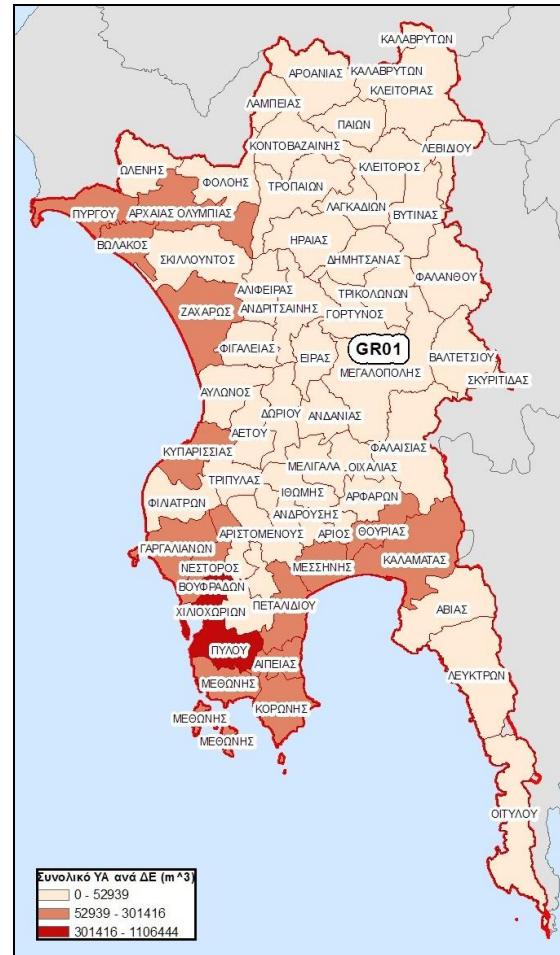 ΚΑΛΑΒΡΥΤΩΝ
ΑΡΟΑΝΙΑΣ
ΚΑΛΑΒΡΥΤΩΝ
ΚΛΕΙΤΟΡΙΑΣ
ΛΑΜΠΕΙΑΣ
ΠΑΙΩΝ
ΚΟΝΤΟΒΑΖΑΙΝΗΣ
ΛΕΒΙΔΙΟΥ
ΩΛΕΝΗΣ
ΚΛΕΙΤΟΡΟΣ
ΦΟΛΟΗΣ
ΤΡΟΠΑΙΩΝ
ΛΑΓΚΑΔΙΩΝ
ΠΥΡΓΟΥ
ΑΡΧΑΙΑΣ ΟΛΥΜΠΙΑΣ
ΒΥΤΙΝΑΣ
ΒΩΛΑΚΟΣ
ΗΡΑΙΑΣ
ΣΚΙΛΛΟΥΝΤΟΣ
ΔΗΜΗΤΣΑΝΑΣ
ΦΑΛΑΝΘΟΥ
ΑΛΙΦΕΙΡΑΣ
ΤΡΙΚΟΛΩΝΩΝ
ΖΑΧΑΡΩΣ
ΑΝΔΡΙΤΣΑΙΝΗΣ
ΓΟΡΤΥΝΟΣ
ΦΙΓΑΛΕΙΑΣ
ΕΙΡΑΣ
GR01
ΒΑΛΤΕΤΣΙΟΥ
ΜΕΓΑΛΟΠΟΛΗΣ
ΣΚΥΡΙΤΙΔΑΣ
ΑΥΛΩΝΟΣ
ΔΩΡΙΟΥ
ΑΝΔΑΝΙΑΣ
ΑΕΤΟΥ
ΚΥΠΑΡΙΣΣΙΑΣ
ΦΑΛΑΙΣΙΑΣ
ΜΕΛΙΓΑΛΑ
ΟΙΧΑΛΙΑΣ
ΤΡΙΠΥΛΑΣ
ΙΘΩΜΗΣ
ΑΡΦΑΡΩΝ
ΦΙΛΙΑΤΡΩΝ
ΑΝΔΡΟΥΣΗΣ
ΑΡΙΣΤΟΜΕΝΟΥΣ
ΑΡΙΟΣ
ΘΟΥΡΙΑΣ
ΓΑΡΓΑΛΙΑΝΩΝ
ΝΕΣΤΟΡΟΣ
ΜΕΣΣΗΝΗΣ
ΚΑΛΑΜΑΤΑΣ
ΒΟΥΦΡΑΔΩΝ
ΠΕΤΑΛΙΔΙΟΥ
ΧΙΛΙΟΧΩΡΙΩΝ
ΑΒΙΑΣ
ΠΥΛΟΥ
ΑΙΠΕΙΑΣ
ΛΕΥΚΤΡΩΝ
ΜΕΘΩΝΗΣ
ΚΟΡΩΝΗΣ
ΜΕΘΩΝΗΣ
ΜΕΘΩΝΗΣ
ΟΙΤΥΛΟΥ
Συνολικό ΥΑ ανά ΔΕ (m^3)
0 - 52939
52939 - 301416
301416 - 1106444